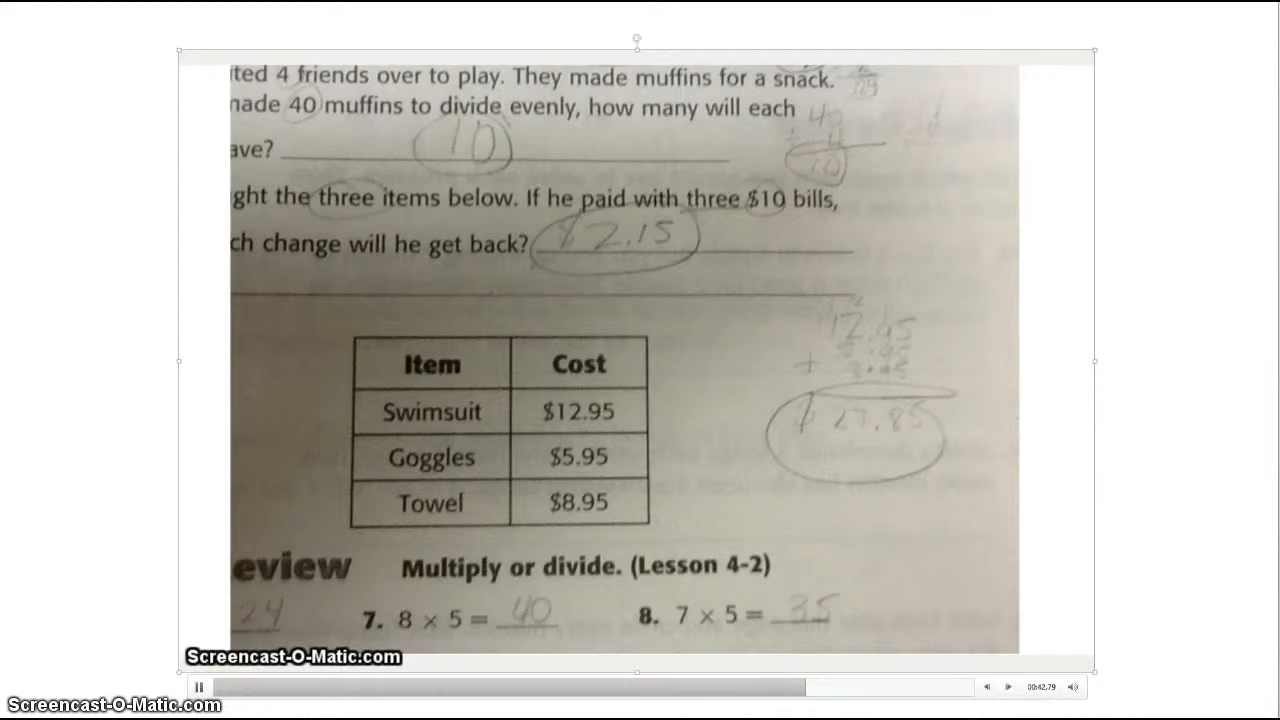 ited 4 friends over to play. They made muffins for a snack.
nade 40 muffins to divide evenly, how many will each
ave? 10
40
4
10
ght the three items below. If he paid with three $10 bills,
ch change will he get back? $2.15
12.95
+
$27.85
Item Cost
Swimsuit $12.95
Goggles $5.95
Towel $8.95
eview Multiply or divide. (Lesson 4-2)
24 7. 8 × 5 = 40 8. 7 × 5 = 35
Screencast-O-Matic.com
00:42.79
Screencast-O-Matic.com